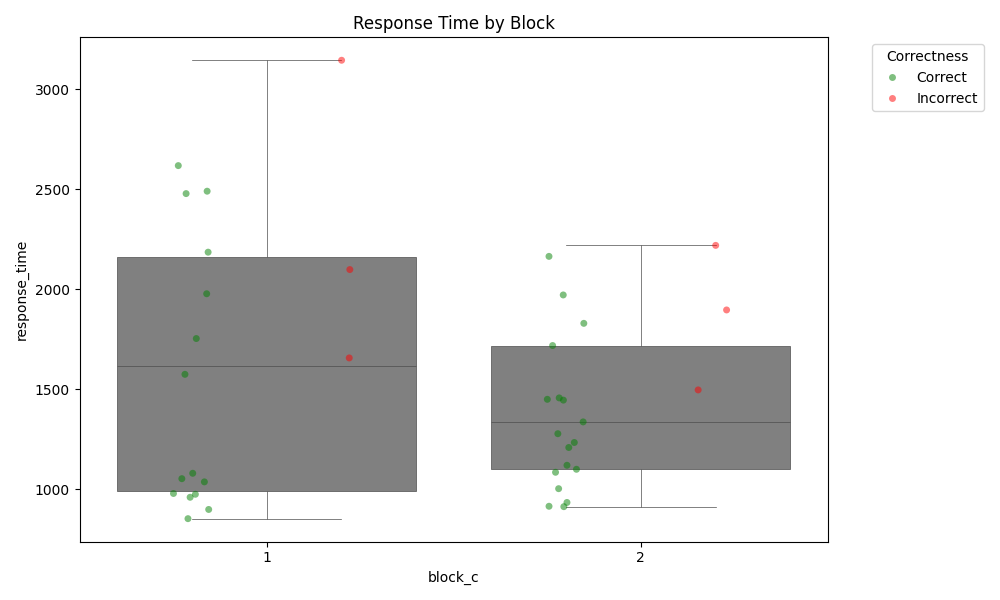 Response Time by Block
Correctness
Correct
Incorrect
response_time
3000
2500
2000
1500
1000
1
2
block_c